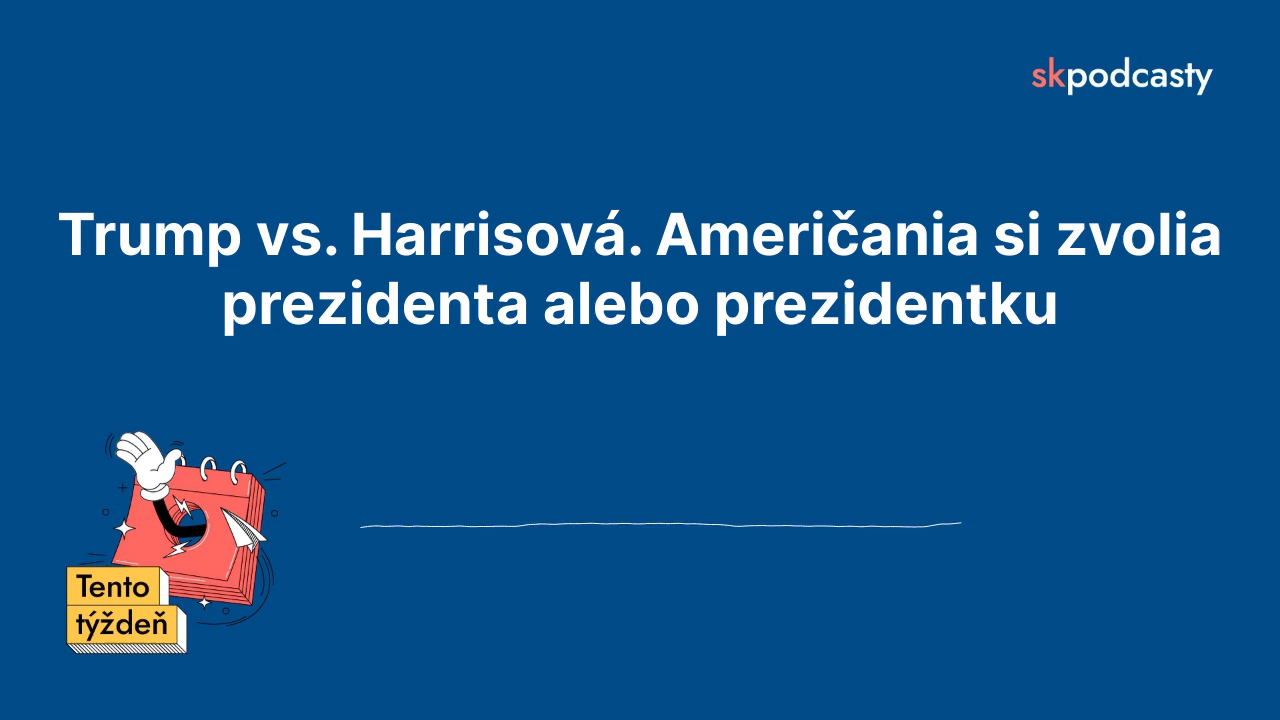 skpodcasty
Trump vs. Harrisová. Američania si zvolia
prezidenta alebo prezidentku
Tento
týždeň